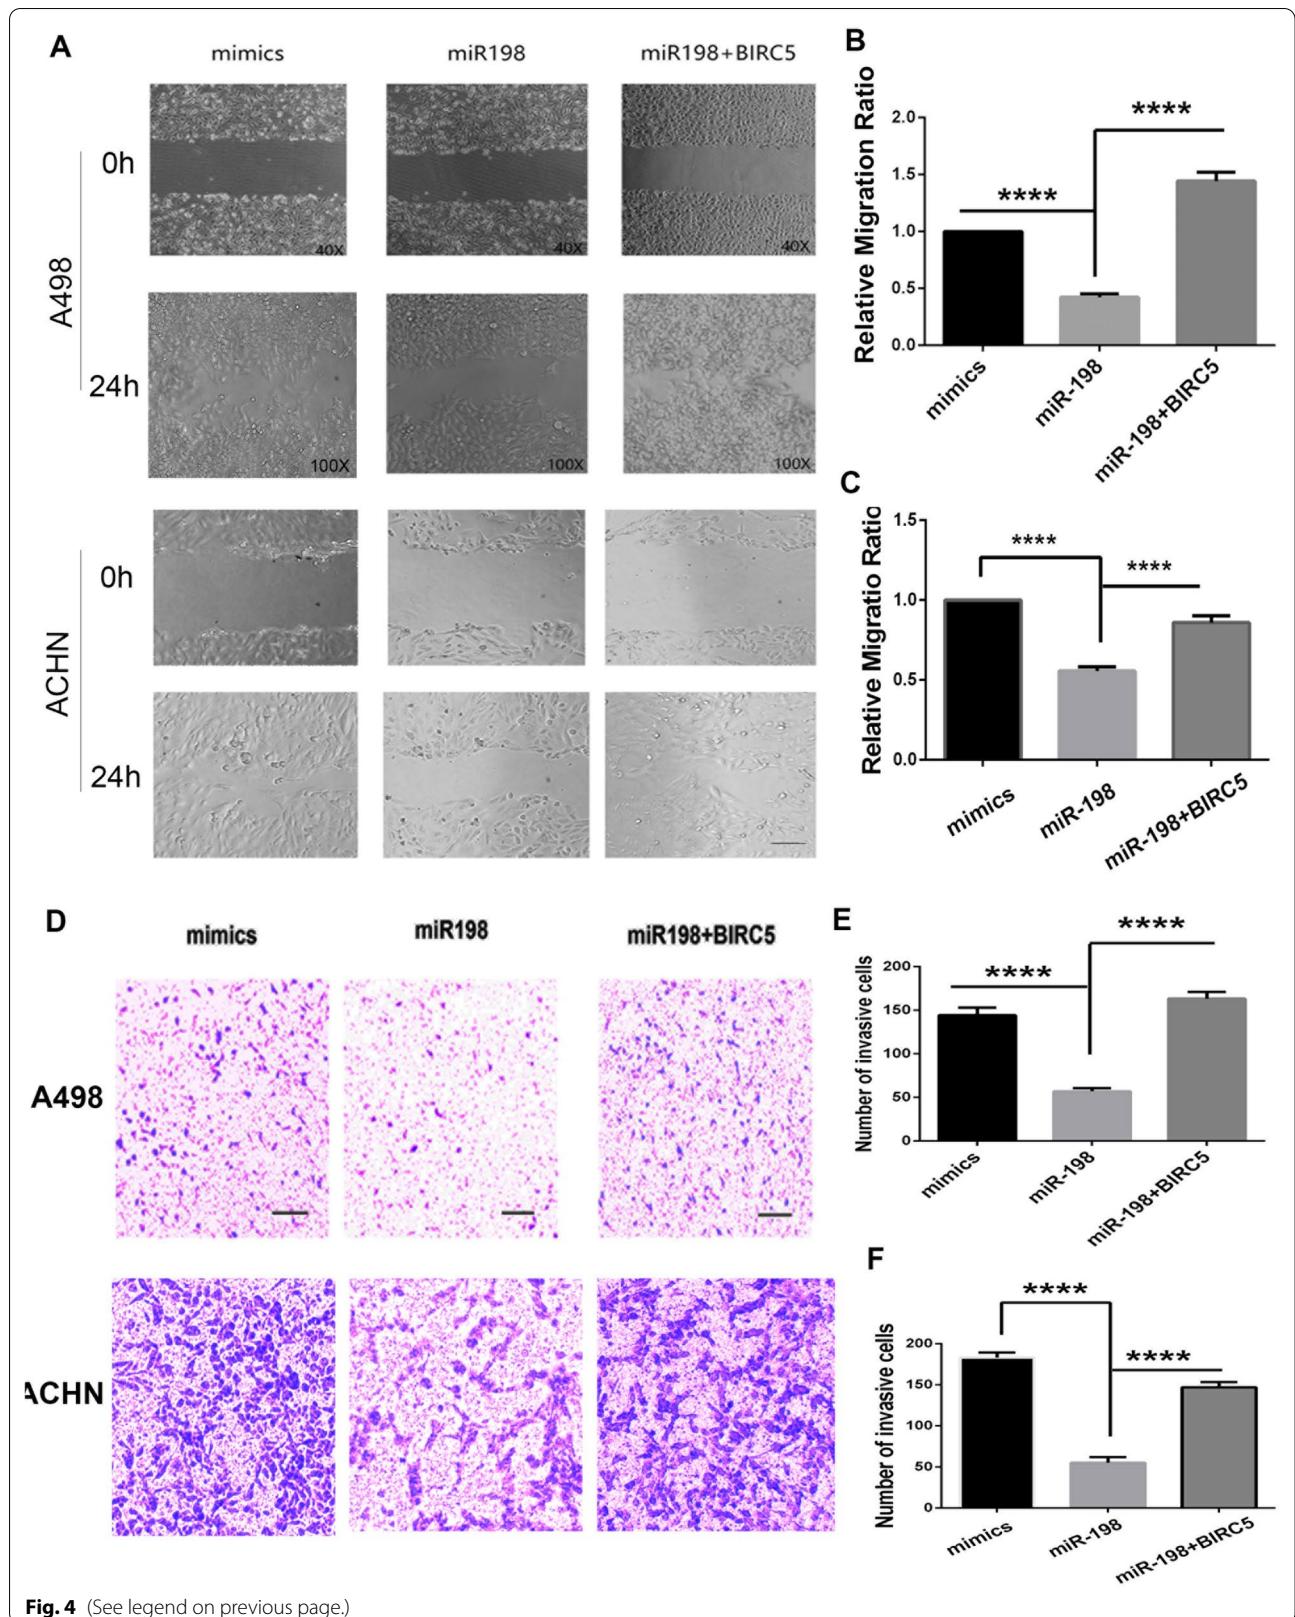 A
mimics
miR198
miR198+BIRC5
A498
0h
40X
40X
40X
24h
100X
100X
100X
ACHN
0h
24h
B
Relative Migration Ratio
2.0
1.5
1.0
0.5
0.0
****
****
mimics
miR-198
miR-198+BIRC5
C
Relative Migratio Ratio
1.5
1.0
0.5
0.0
****
****
mimics
miR-198
miR-198+BIRC5
D
mimics
miR198
miR198+BIRC5
A498
ACHN
E
Number of invasive cells
200
150
100
50
0
****
****
mimics
miR-198
miR-198+BIRC5
F
Number of invasive cells
200
150
100
50
0
****
****
mimics
miR-198
miR-198+BIRC5
Fig. 4 (See legend on previous page.)